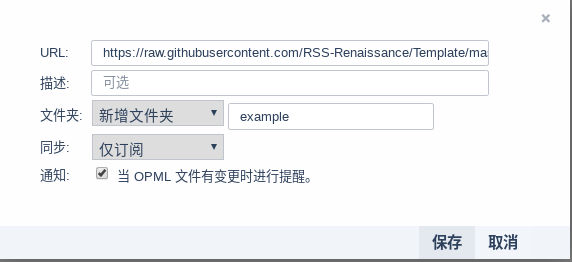 ×
URL: https://raw.githubusercontent.com/RSS-Renaissance/Template/mas
描述: 可选
文件夹: 新增文件夹 example
同步: 仅订阅
通知: 当 OPML 文件有变更时进行提醒。
保存 取消